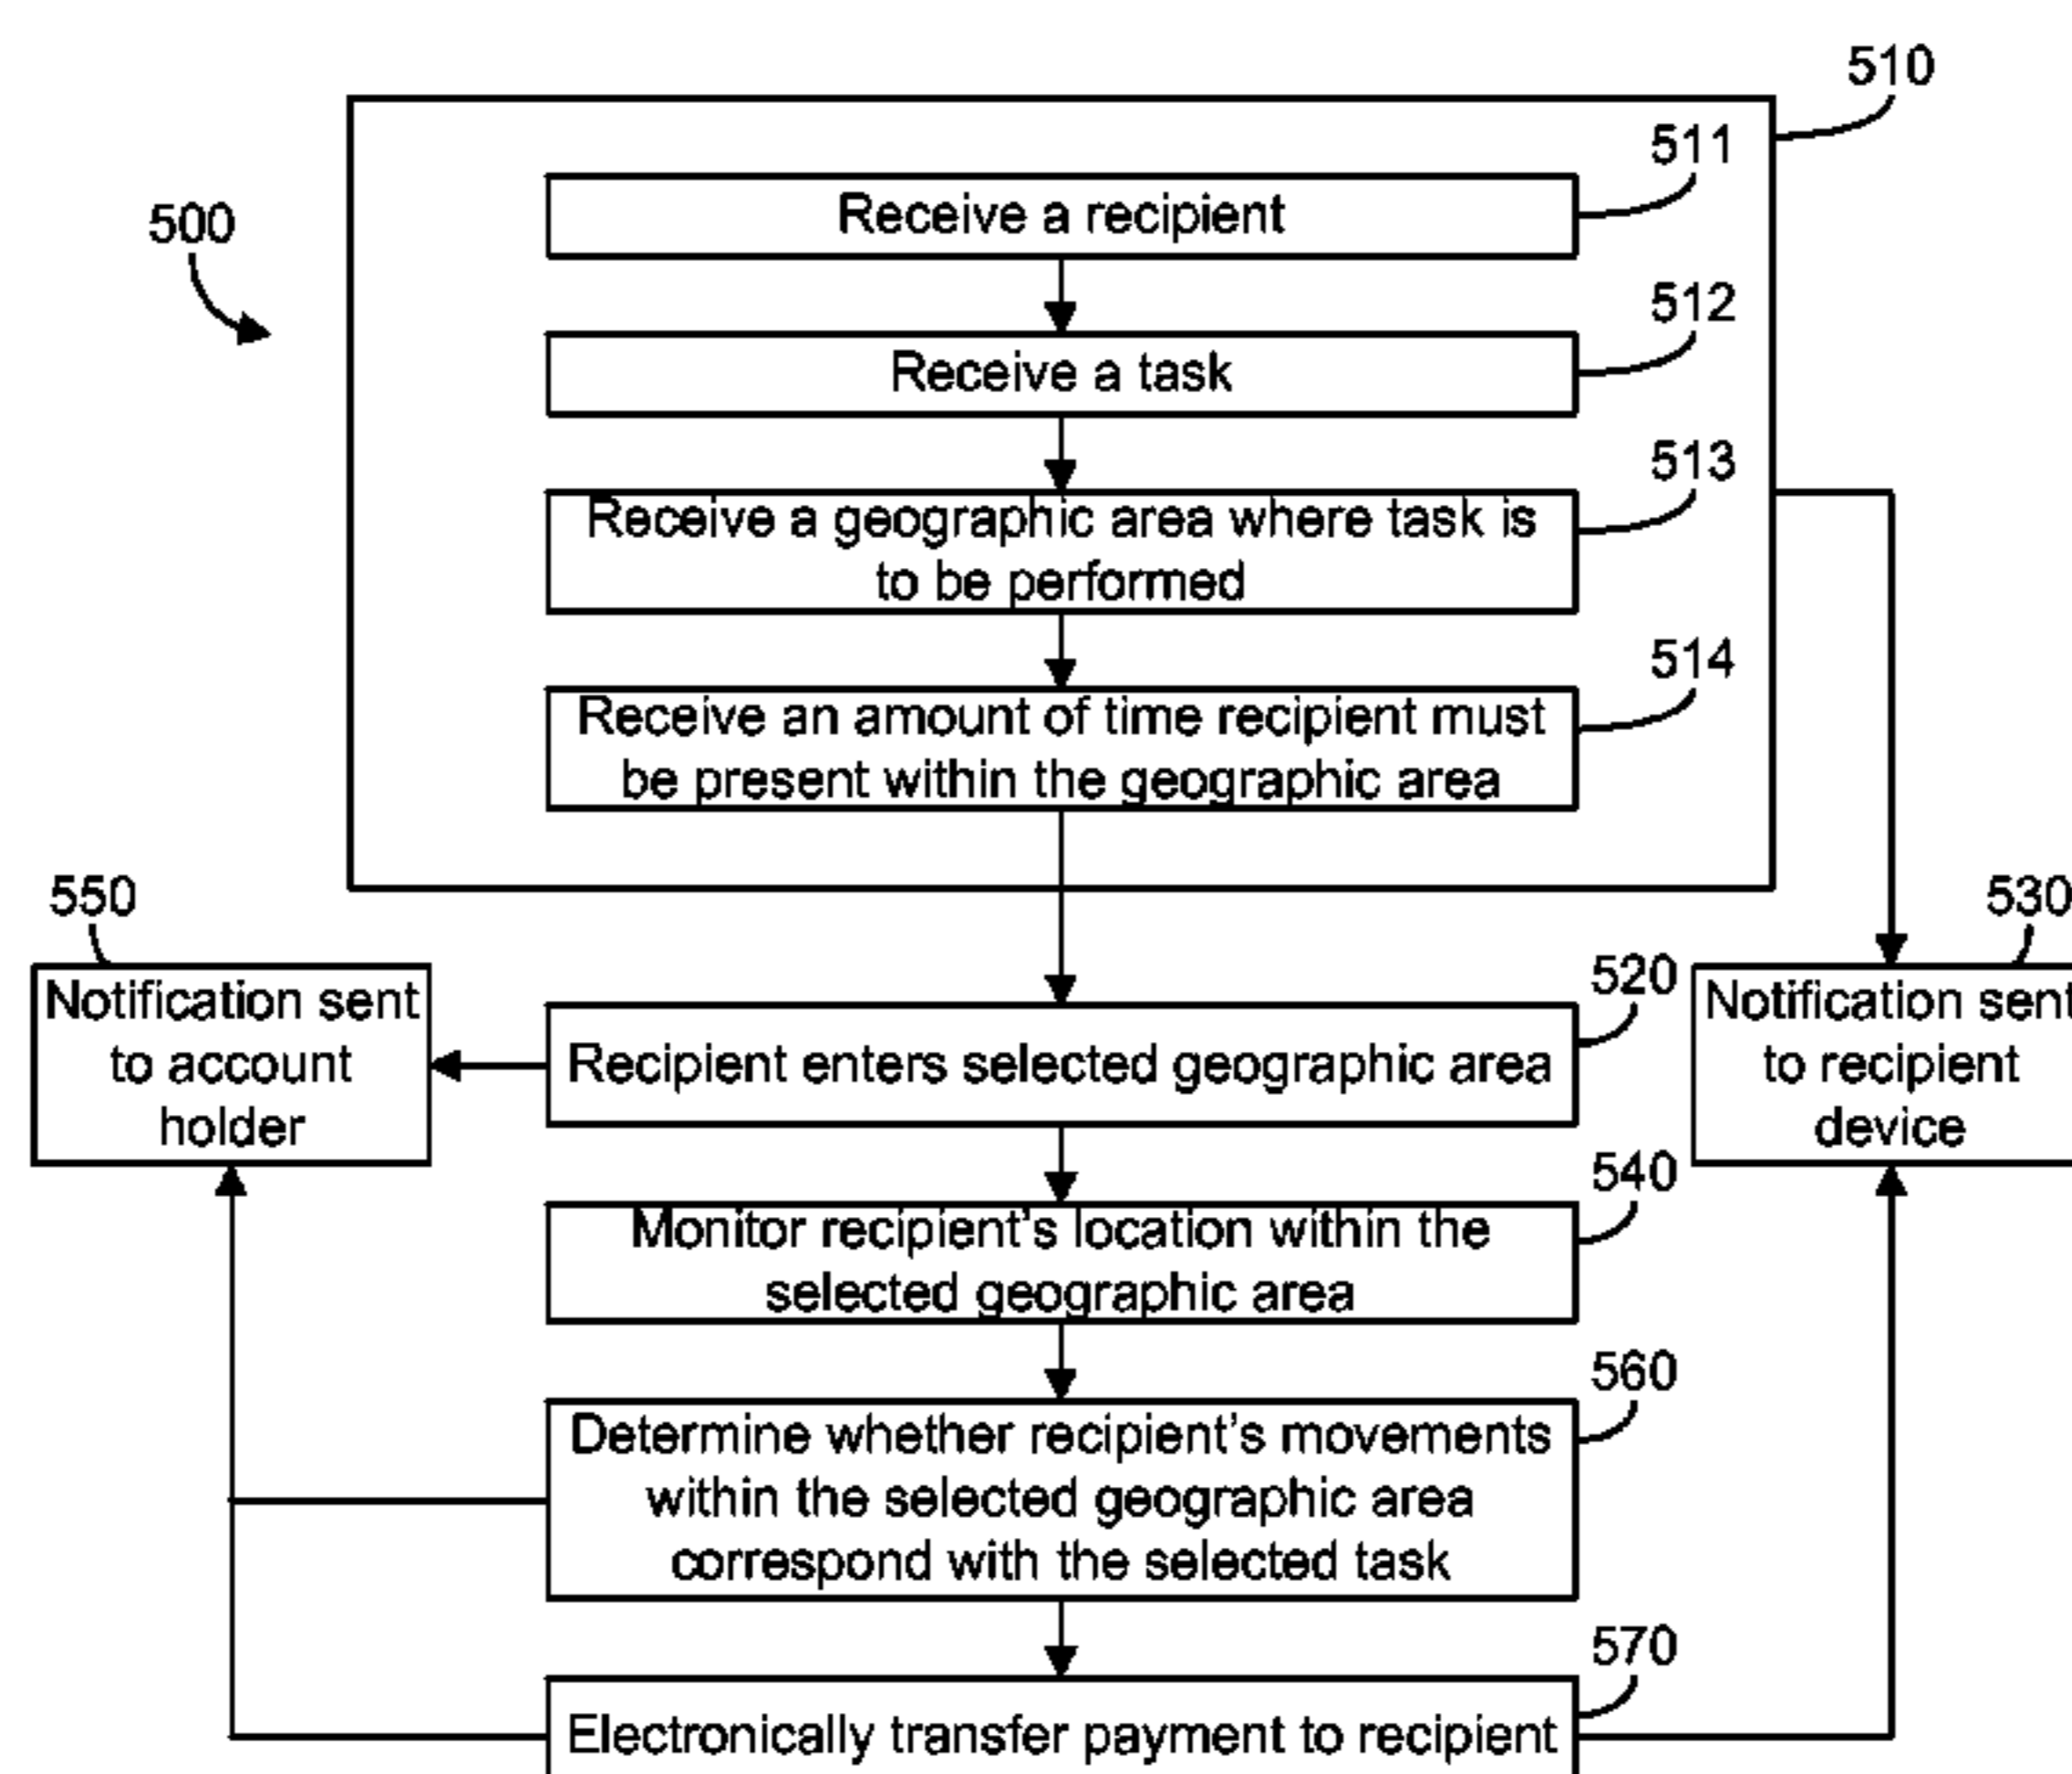 510
511
Receive a recipient
500
512
Receive a task
513
Receive a geographic area where task is
to be performed
514
Receive an amount of time recipient must
be present within the geographic area
550
530
Notification sent
to account
holder
520
Recipient enters selected geographic area
Notification sent
to recipient
device
540
Monitor recipient's location within the
selected geographic area
560
Determine whether recipient's movements
within the selected geographic area
correspond with the selected task
570
Electronically transfer payment to recipient